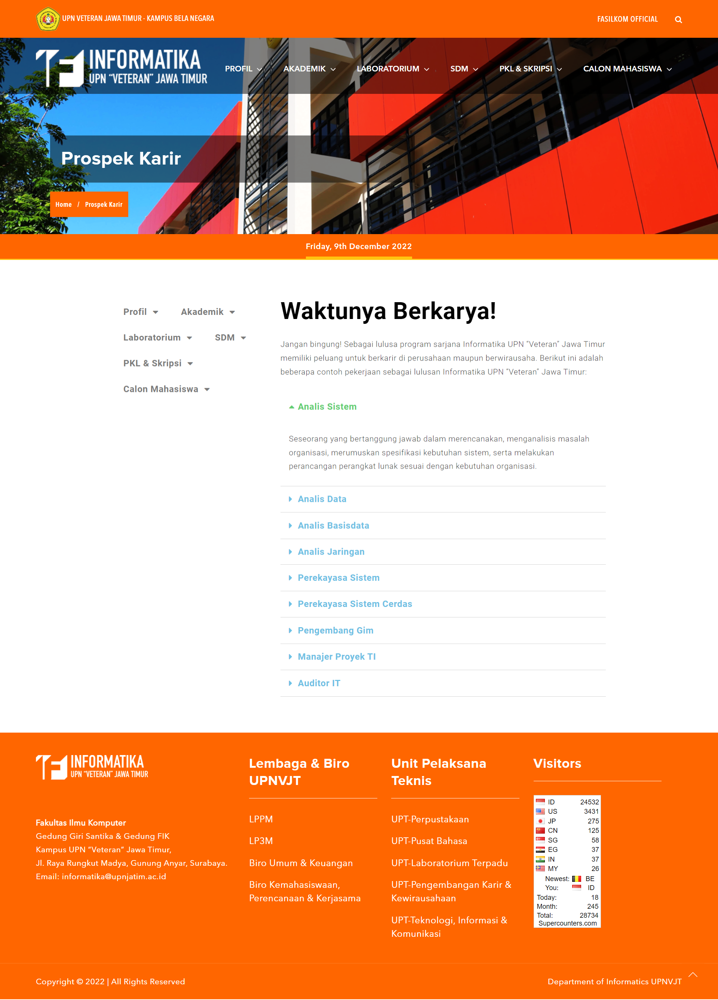 UPN VETERAN JAWA TIMUR - KAMPUS BELA NEGARA
FASILKOM OFFICIAL
INFORMATIKA
UPN “VETERAN” JAWA TIMUR
PROFIL
AKADEMIK
LABORATORIUM
SDM
PKL & SKRIPSI
CALON MAHASISWA
Prospek Karir
Home / Prospek Karir
Friday, 9th December 2022
Profil
Akademik
Laboratorium
SDM
PKL & Skripsi
Calon Mahasiswa
Waktunya Berkarya!
Jangan bingung! Sebagai lulusa program sarjana Informatika UPN “Veteran” Jawa Timur
memiliki peluang untuk berkarir di perusahaan maupun berwirausaha. Berikut ini adalah
beberapa contoh pekerjaan sebagai lulusan Informatika UPN “Veteran” Jawa Timur:
Analis Sistem
Seseorang yang bertanggung jawab dalam merencanakan, menganalisis masalah
organisasi, merumuskan spesifikasi kebutuhan sistem, serta melakukan
perancangan perangkat lunak sesuai dengan kebutuhan organisasi.
Analis Data
Analis Basisdata
Analis Jaringan
Perekayasa Sistem
Perekayasa Sistem Cerdas
Pengembang Gim
Manajer Proyek TI
Auditor IT
INFORMATIKA
UPN “VETERAN” JAWA TIMUR
Fakultas Ilmu Komputer
Gedung Giri Santika & Gedung FIK
Kampus UPN “Veteran” Jawa Timur,
Jl. Raya Rungkut Madya, Gunung Anyar, Surabaya.
Email: informatika@upnjatim.ac.id
Lembaga & Biro
UPNVJT
LPPM
LP3M
Biro Umum & Keuangan
Biro Kemahasiswaan,
Perencanaan & Kerjasama
Unit Pelaksana
Teknis
UPT-Perpustakaan
UPT-Pusat Bahasa
UPT-Laboratorium Terpadu
UPT-Pengembangan Karir &
Kewirausahaan
UPT-Teknologi, Informasi &
Komunikasi
Visitors
ID 24532
US 3431
JP 275
CN 125
SG 58
EG 37
IN 37
MY 26
Newest: BE
You: ID
Today: 18
Month: 245
Total: 28734
Supercounters.com
Copyright © 2022 | All Rights Reserved
Department of Informatics UPNVJT